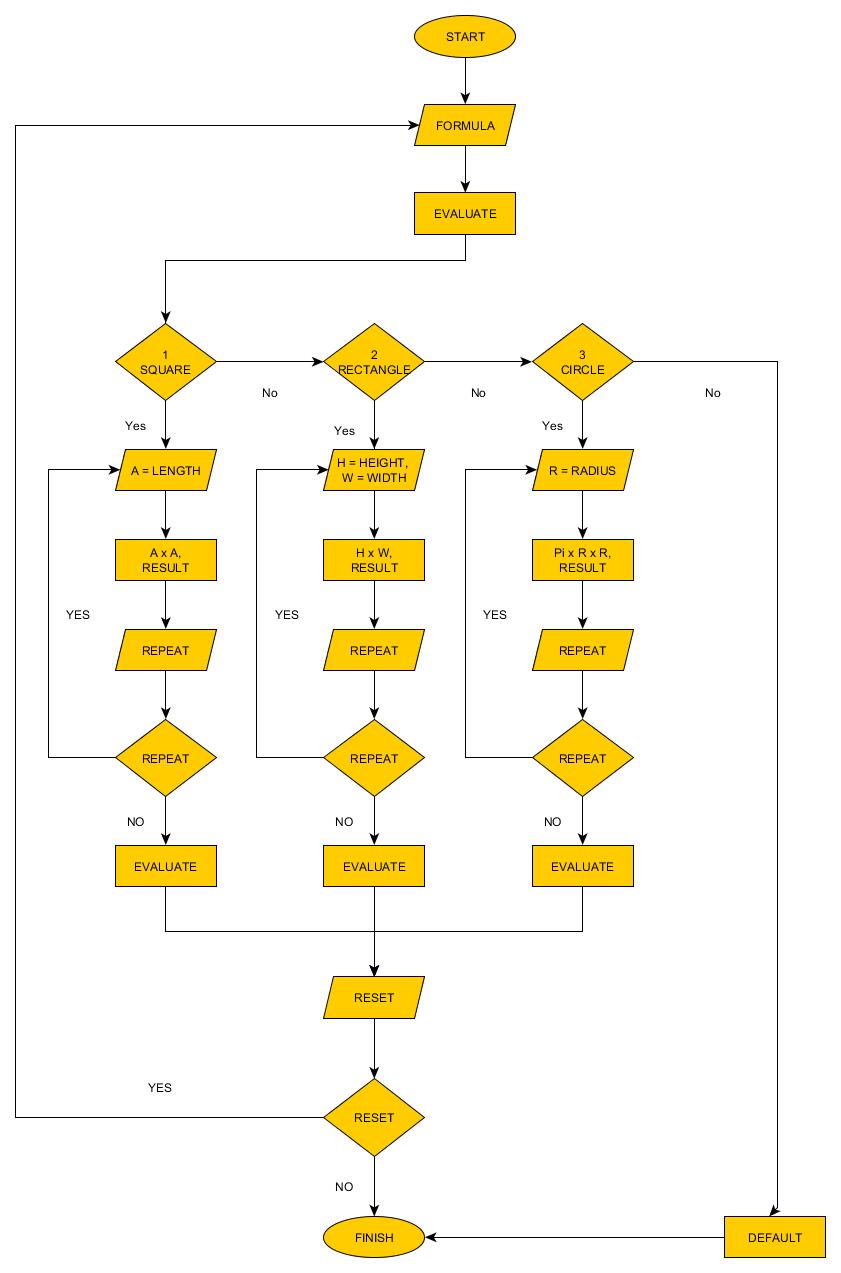 START
FORMULA
EVALUATE
1
SQUARE
2
RECTANGLE
3
CIRCLE
No
No
No
Yes
Yes
Yes
A = LENGTH
H = HEIGHT,
W = WIDTH
R = RADIUS
A x A,
RESULT
H x W,
RESULT
Pi x R x R,
RESULT
YES
YES
YES
REPEAT
REPEAT
REPEAT
REPEAT
REPEAT
REPEAT
NO
NO
NO
EVALUATE
EVALUATE
EVALUATE
RESET
YES
RESET
NO
FINISH
DEFAULT